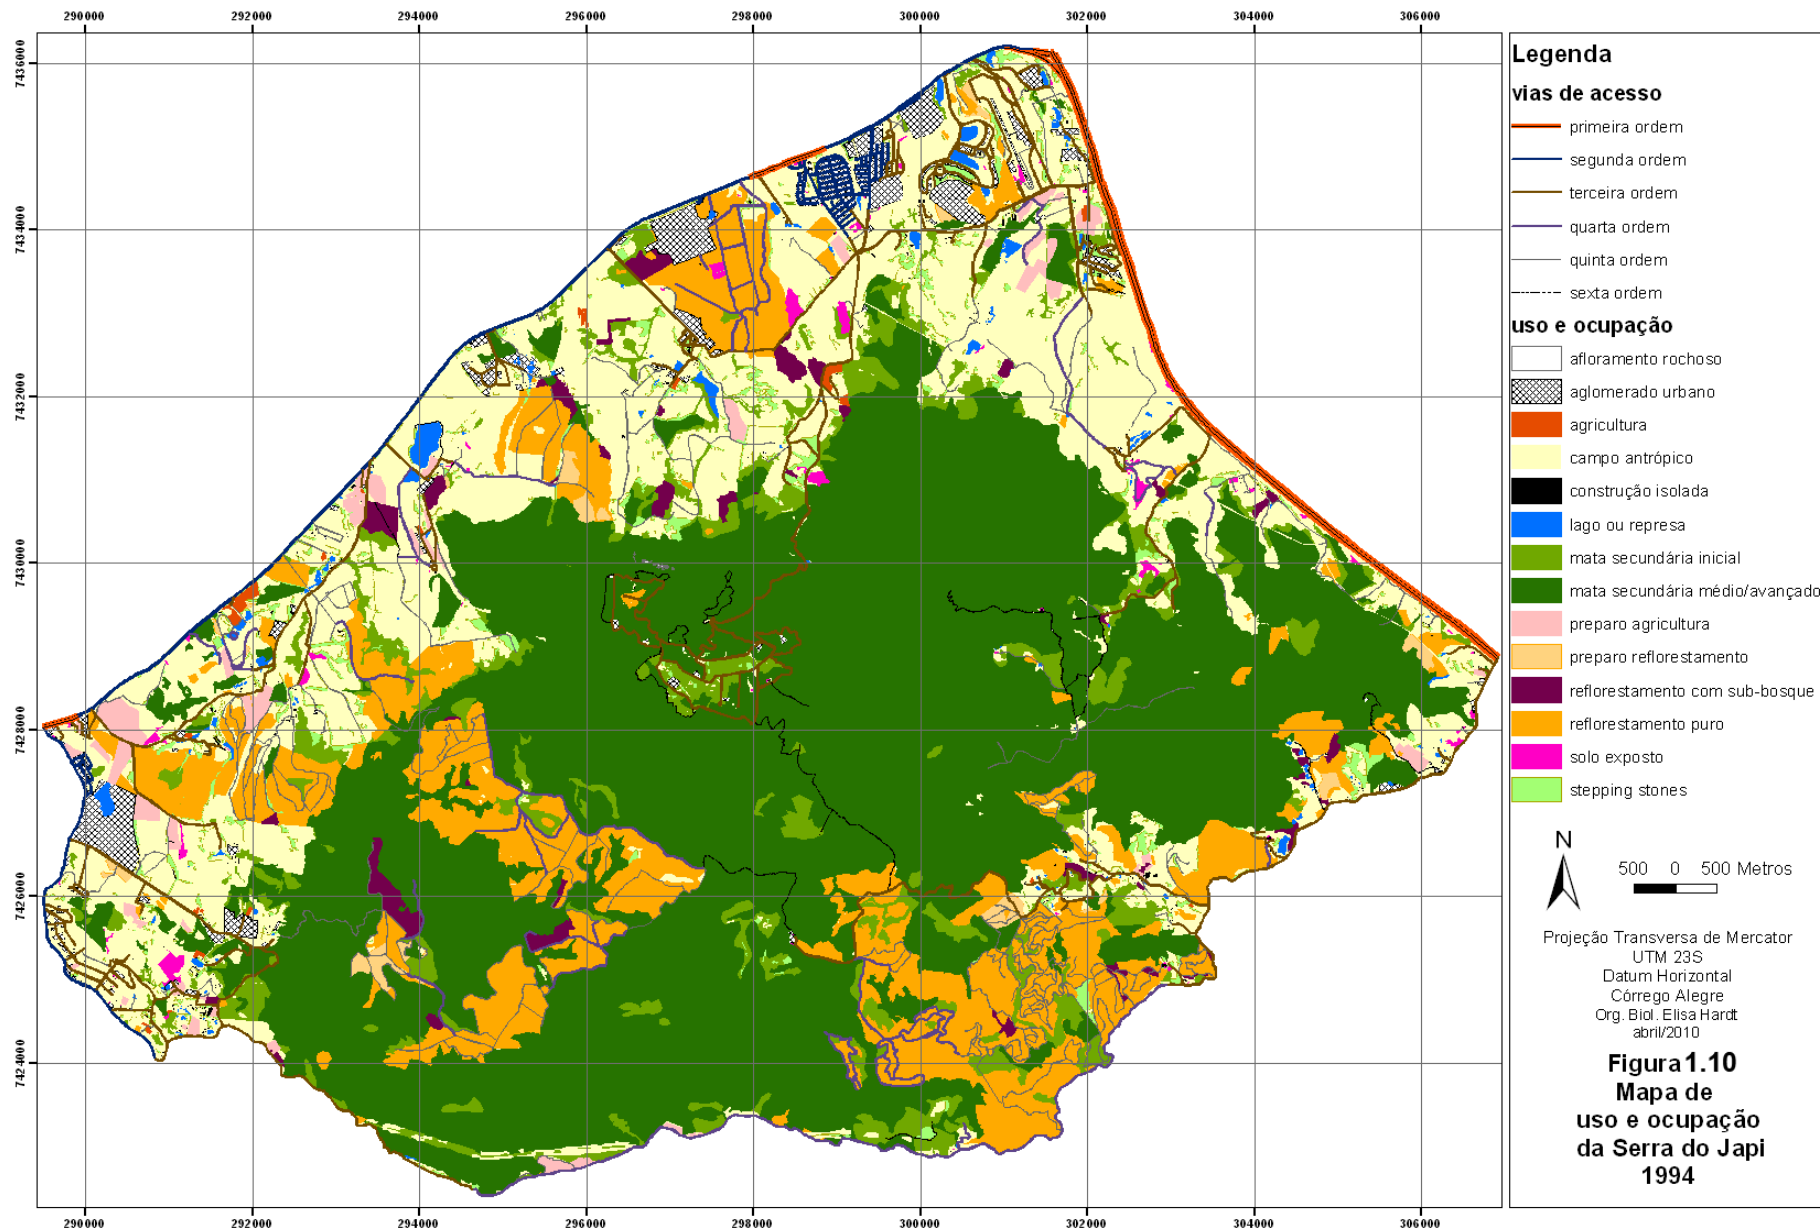 290000 292000 294000 296000 298000 300000 302000 304000 306000
7436000
7434000
7432000
7430000
7428000
7426000
7424000
290000 292000 294000 296000 298000 300000 302000 304000 306000
Legenda
vias de acesso
primeira ordem
segunda ordem
terceira ordem
quarta ordem
quinta ordem
sexta ordem
uso e ocupação
afloramento rochoso
aglomerado urbano
agricultura
campo antrópico
construção isolada
lago ou represa
mata secundária inicial
mata secundária médio/avançado
preparo agricultura
preparo reflorestamento
reflorestamento com sub-bosque
reflorestamento puro
solo exposto
stepping stones
N
500 0 500 Metros
Projeção Transversa de Mercator
UTM 23S
Datum Horizontal
Córrego Alegre
Org. Biol. Elisa Hardt
abril/2010
Figura 1.10
Mapa de
uso e ocupação
da Serra do Japi
1994